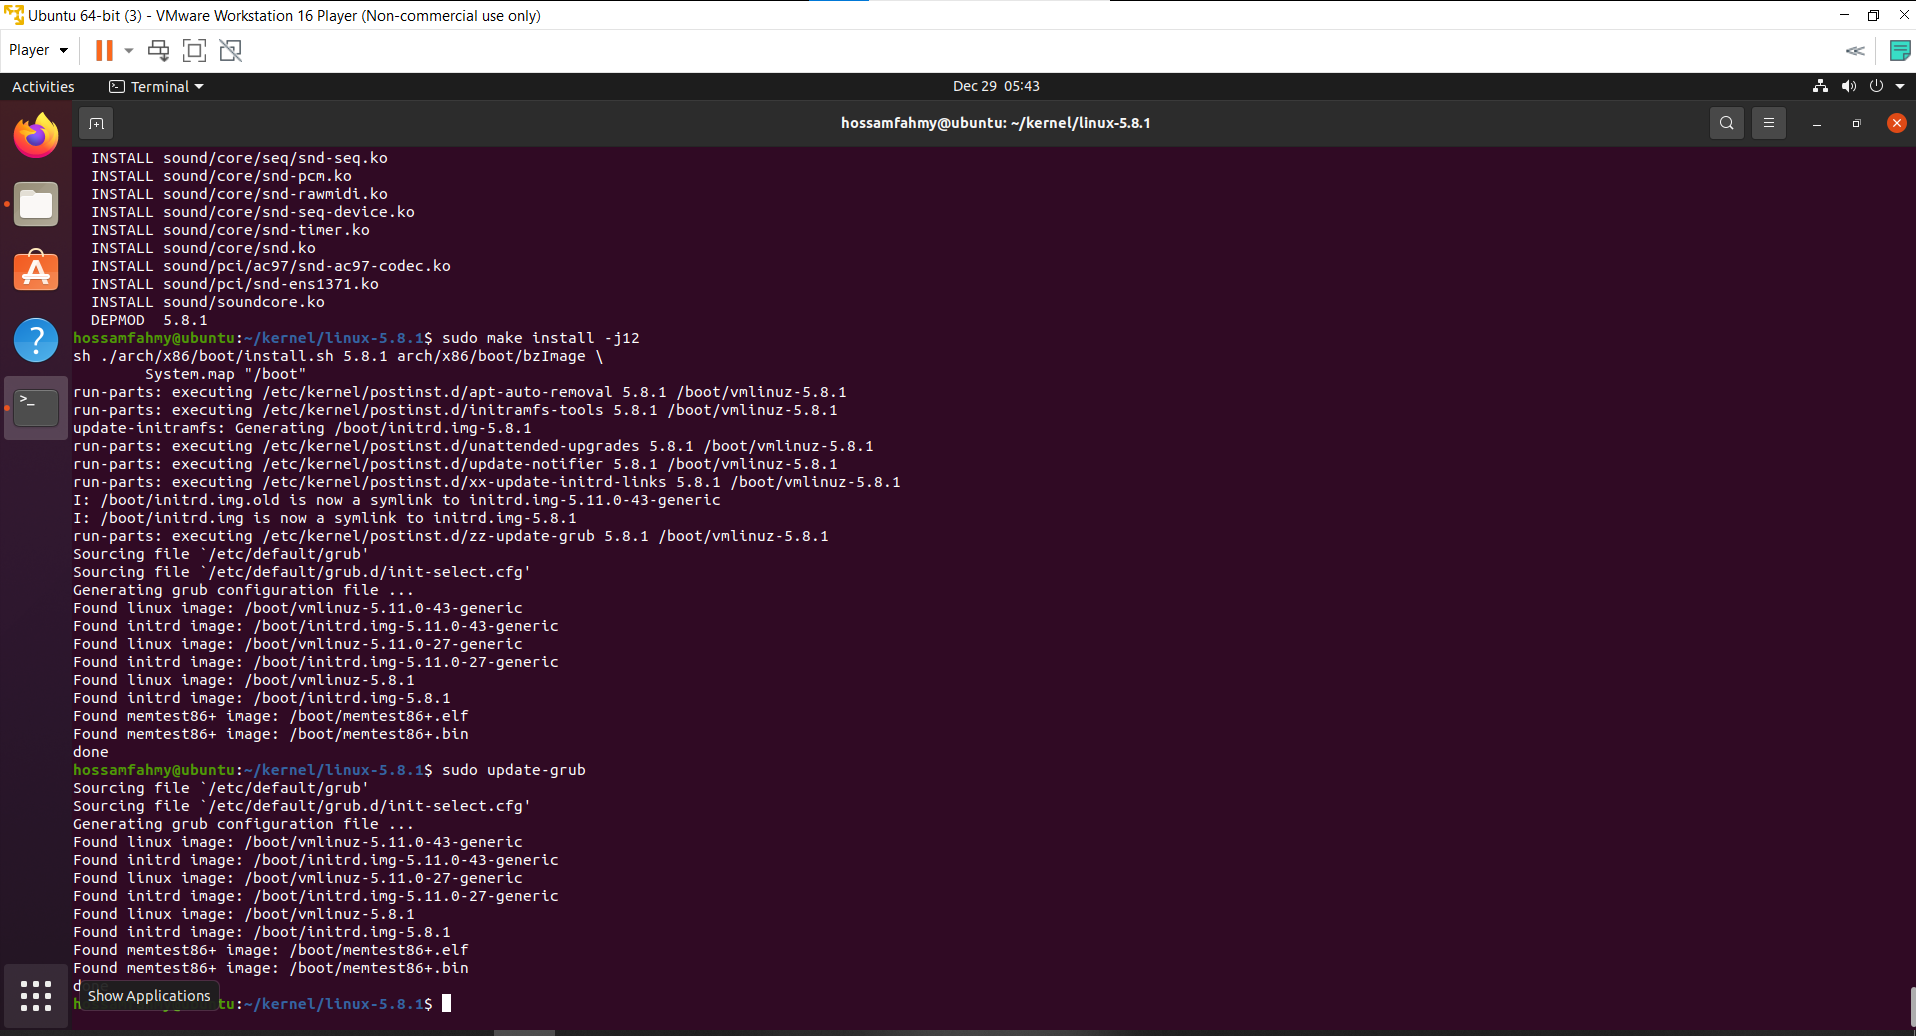 Ubuntu 64-bit (3) - VMware Workstation 16 Player (Non-commercial use only)
Player
Activities
Terminal
Dec 29 05:43
hossamfahmy@ubuntu: ~/kernel/linux-5.8.1
INSTALL sound/core/seq/snd-seq.ko
INSTALL sound/core/snd-pcm.ko
INSTALL sound/core/snd-rawmidi.ko
INSTALL sound/core/snd-seq-device.ko
INSTALL sound/core/snd-timer.ko
INSTALL sound/core/snd.ko
INSTALL sound/pci/ac97/snd-ac97-codec.ko
INSTALL sound/pci/snd-ens1371.ko
INSTALL sound/soundcore.ko
DEPMOD  5.8.1
hossamfahmy@ubuntu:~/kernel/linux-5.8.1$ sudo make install -j12
sh ./arch/x86/boot/install.sh 5.8.1 arch/x86/boot/bzImage \
System.map "/boot"
run-parts: executing /etc/kernel/postinst.d/apt-auto-removal 5.8.1 /boot/vmlinuz-5.8.1
run-parts: executing /etc/kernel/postinst.d/initramfs-tools 5.8.1 /boot/vmlinuz-5.8.1
update-initramfs: Generating /boot/initrd.img-5.8.1
run-parts: executing /etc/kernel/postinst.d/unattended-upgrades 5.8.1 /boot/vmlinuz-5.8.1
run-parts: executing /etc/kernel/postinst.d/update-notifier 5.8.1 /boot/vmlinuz-5.8.1
run-parts: executing /etc/kernel/postinst.d/xx-update-initrd-links 5.8.1 /boot/vmlinuz-5.8.1
I: /boot/initrd.img.old is now a symlink to initrd.img-5.11.0-43-generic
I: /boot/initrd.img is now a symlink to initrd.img-5.8.1
run-parts: executing /etc/kernel/postinst.d/zz-update-grub 5.8.1 /boot/vmlinuz-5.8.1
Sourcing file `/etc/default/grub'
Sourcing file `/etc/default/grub.d/init-select.cfg'
Generating grub configuration file ...
Found linux image: /boot/vmlinuz-5.11.0-43-generic
Found initrd image: /boot/initrd.img-5.11.0-43-generic
Found linux image: /boot/vmlinuz-5.11.0-27-generic
Found initrd image: /boot/initrd.img-5.11.0-27-generic
Found linux image: /boot/vmlinuz-5.8.1
Found initrd image: /boot/initrd.img-5.8.1
Found memtest86+ image: /boot/memtest86+.elf
Found memtest86+ image: /boot/memtest86+.bin
done
hossamfahmy@ubuntu:~/kernel/linux-5.8.1$ sudo update-grub
Sourcing file `/etc/default/grub'
Sourcing file `/etc/default/grub.d/init-select.cfg'
Generating grub configuration file ...
Found linux image: /boot/vmlinuz-5.11.0-43-generic
Found initrd image: /boot/initrd.img-5.11.0-43-generic
Found linux image: /boot/vmlinuz-5.11.0-27-generic
Found initrd image: /boot/initrd.img-5.11.0-27-generic
Found linux image: /boot/vmlinuz-5.8.1
Found initrd image: /boot/initrd.img-5.8.1
Found memtest86+ image: /boot/memtest86+.elf
Found memtest86+ image: /boot/memtest86+.bin
Show Applications
tu:~/kernel/linux-5.8.1$